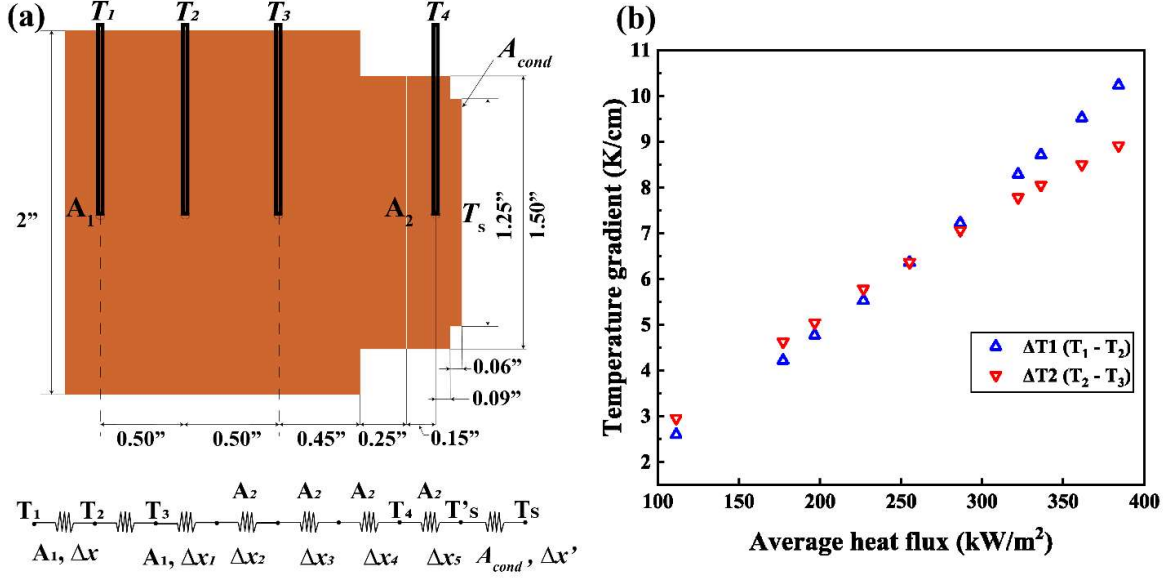 (a)
T1 T2 T3 T4
Acond
2”
A1
A2
Ts
1.25”
1.50”
0.06”
0.09”
0.50” 0.50” 0.45” 0.25” 0.15”
A2 A2 A2 A2
T1 T2 T3 T4 T’s Ts
A1, Δx A1, Δx1 Δx2 Δx3 Δx4 Δx5 Acond, Δx’
(b)
Temperature gradient (K/cm)
11
10
9
8
7
6
5
4
3
2
1
100 150 200 250 300 350 400
Average heat flux (kW/m²)
ΔT1 (T1 - T2)
ΔT2 (T2 - T3)